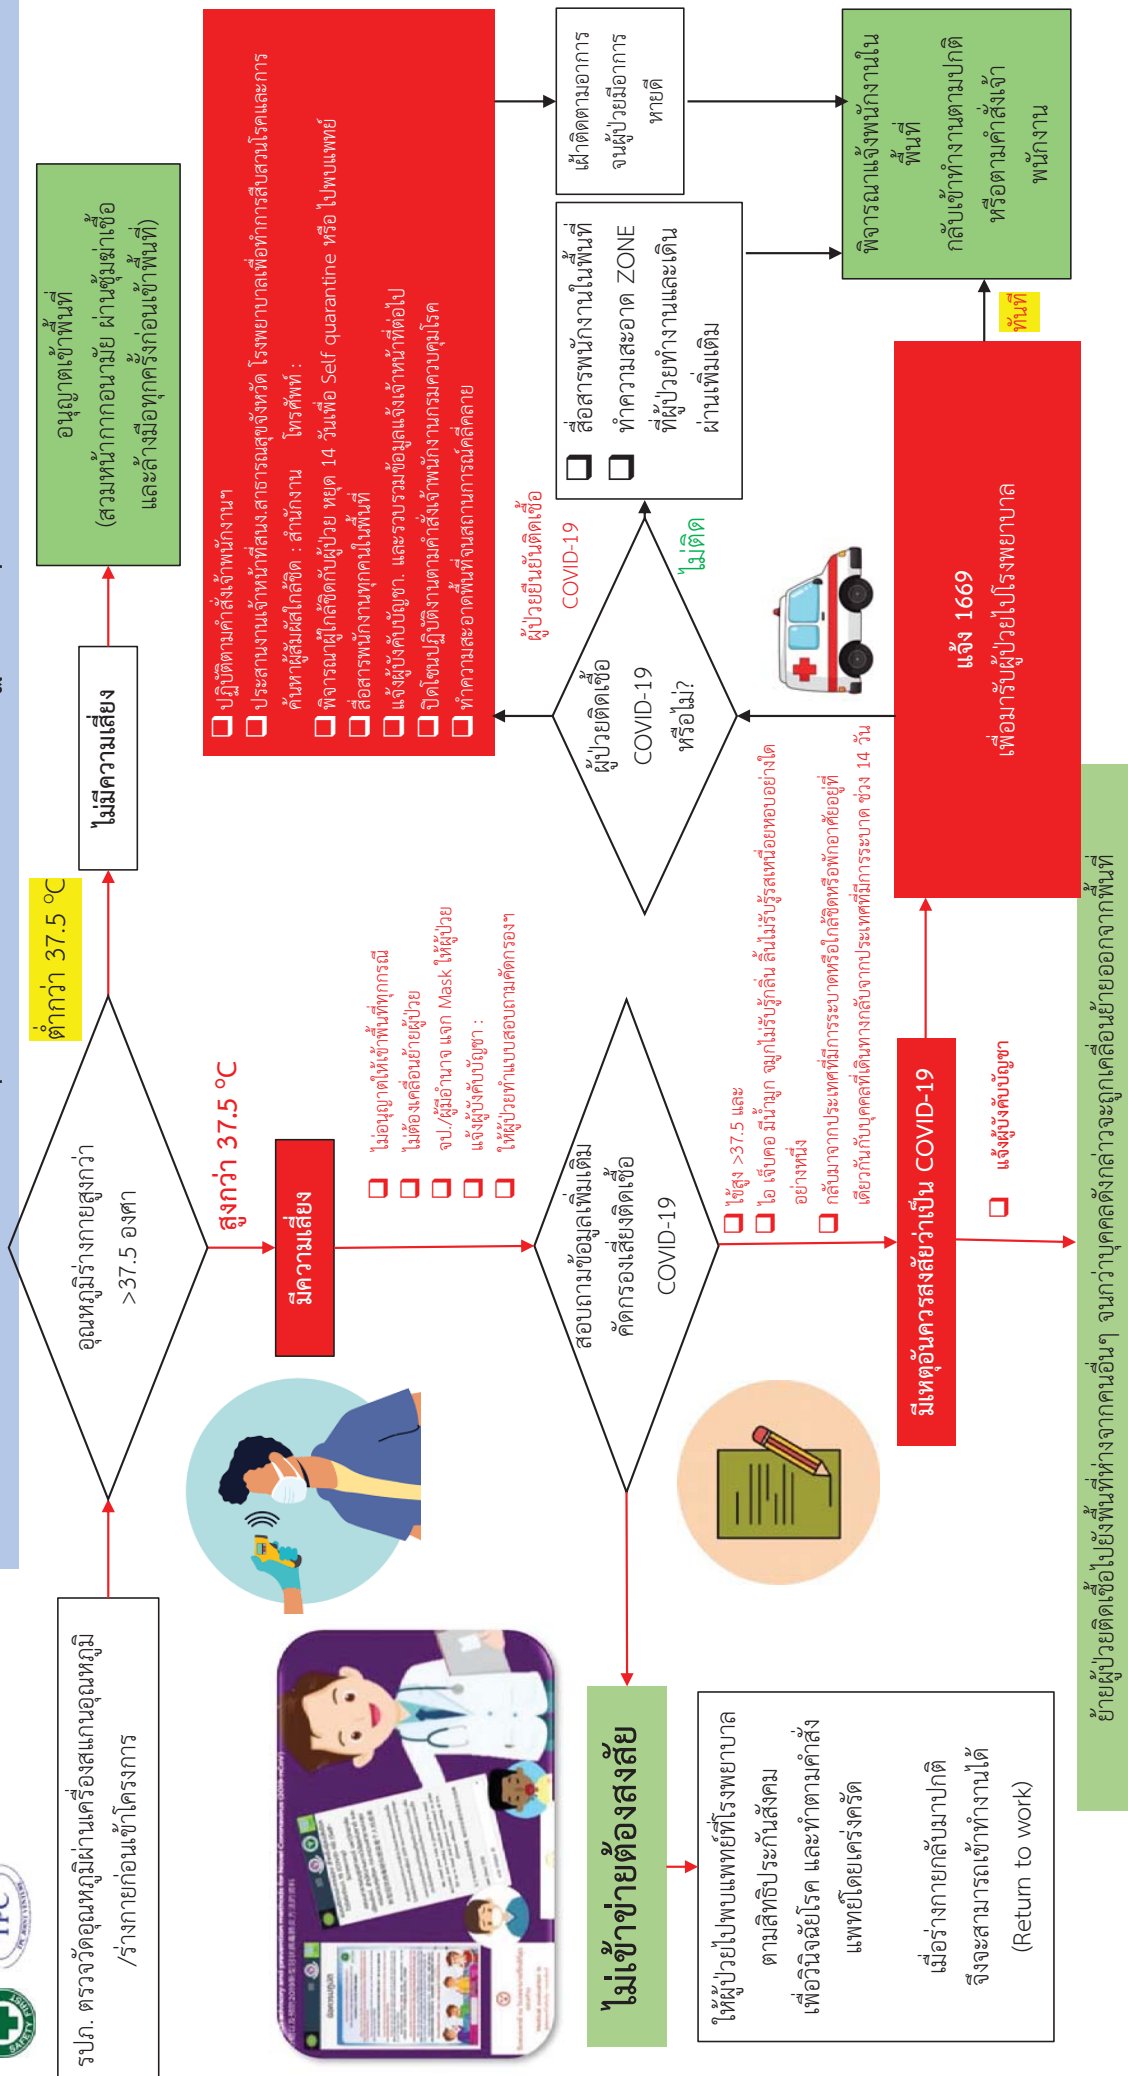 SAFETY FIRST
รปภ. ตรวจวัดอุณหภูมิผ่านเครื่องสแกนอุณหภูมิ
/ร่างกายก่อนเข้าโครงการ
อุณหภูมิร่างกายสูงกว่า
>37.5 องศา
ต่ำกว่า 37.5 °C
ไม่มีความเสี่ยง
อนุญาตเข้าพื้นที่
(สวมหน้ากากอนามัย ผ่านซุ้มฆ่าเชื้อ
และล้างมือทุกครั้งก่อนเข้าพื้นที่)
สูงกว่า 37.5 °C
มีความเสี่ยง
ไม่อนุญาตให้เข้าพื้นที่ทุกกรณี
ไม่ต้องเคลื่อนย้ายผู้ป่วย
จป./ผู้มีอำนาจ แจก Mask ให้ผู้ป่วย
แจ้งผู้บังคับบัญชา :
ให้ผู้ป่วยทำแบบสอบถามคัดกรองฯ
สอบถามข้อมูลเพิ่มเติม
คัดกรองเสี่ยงติดเชื้อ
COVID-19
ไม่เข้าข่ายต้องสงสัย
ให้ผู้ป่วยไปพบแพทย์ที่โรงพยาบาล
ตามสิทธิประกันสังคม
เพื่อวินิจฉัยโรค และทำตามคำสั่ง
แพทย์โดยเคร่งครัด
เมื่อร่างกายกลับมาปกติ
จึงจะสามารถเข้าทำงานได้
(Return to work)
ไข้สูง >37.5 และ
ไอ เจ็บคอ มีน้ำมูก จมูกไม่รับรู้กลิ่น ลิ้นไม่รับรู้รสเหนื่อยหอบอย่างใด
อย่างหนึ่ง
กลับมาจากประเทศที่มีการระบาดหรือใกล้ชิดหรือพักอาศัยอยู่ที่
เดียวกันกับบุคคลที่เดินทางกลับจากประเทศที่มีการระบาด ช่วง 14 วัน
มีเหตุอันควรสงสัยว่าเป็น COVID-19
แจ้งผู้บังคับบัญชา
ย้ายผู้ป่วยติดเชื้อไปยังพื้นที่ห่างจากคนอื่นๆ จนกว่าบุคคลดังกล่าวจะถูกเคลื่อนย้ายออกจากพื้นที่
แจ้ง 1669
เพื่อมารับผู้ป่วยไปโรงพยาบาล
ทันที
ผู้ป่วยติดเชื้อ
COVID-19
หรือไม่?
ผู้ป่วยยืนยันติดเชื้อ
COVID-19
ไม่ติด
ปฏิบัติตามคำสั่งเจ้าพนักงานฯ
ประสานงานเจ้าหน้าที่สนง.สาธารณสุขจังหวัด โรงพยาบาลเพื่อทำการสืบสวนโรคและการ
ค้นหาผู้สัมผัสใกล้ชิด : สำนักงาน โทรศัพท์ :
พิจารณาผู้ใกล้ชิดกับผู้ป่วย หยุด 14 วันเพื่อ Self quarantine หรือ ไปพบแพทย์
สื่อสารพนักงานทุกคนในพื้นที่
แจ้งผู้บังคับบัญชา. และรวบรวมข้อมูลแจ้งเจ้าหน้าที่ต่อไป
ปิดโซนปฏิบัติงานตามคำสั่งเจ้าพนักงานกรมควบคุมโรค
ทำความสะอาดพื้นที่จนสถานการณ์คลี่คลาย
สื่อสารพนักงานในพื้นที่
ทำความสะอาด ZONE
ที่ผู้ป่วยทำงานและเดิน
ผ่านเพิ่มเติม
เฝ้าติดตามอาการ
จนผู้ป่วยมีอาการ
หายดี
พิจารณาแจ้งพนักงานใน
พื้นที่
กลับเข้าทำงานตามปกติ
หรือตามคำสั่งเจ้า
พนักงาน